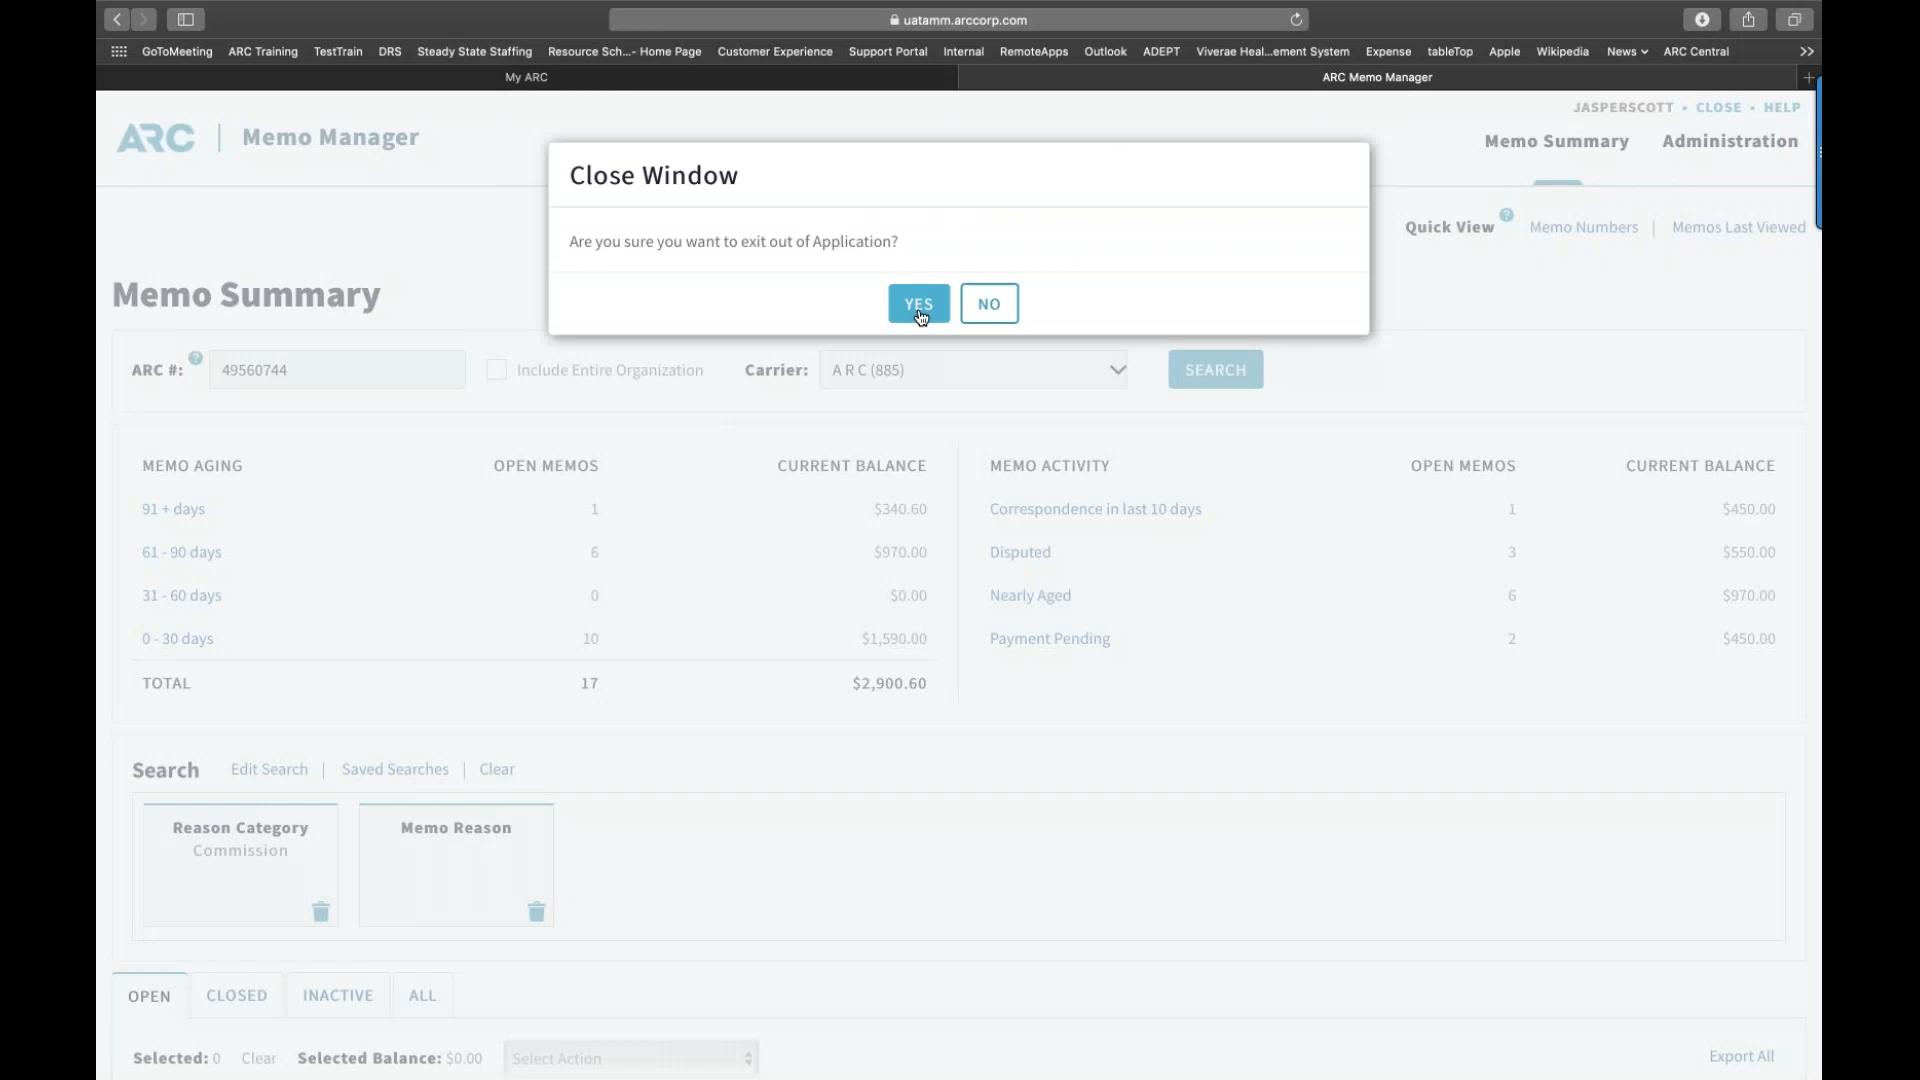 uatamm.arccorp.com
GoToMeeting ARC Training TestTrain DRS Steady State Staffing Resource Sch...- Home Page Customer Experience Support Portal Internal RemoteApps Outlook ADEPT Viverae Heal...ement System Expense tableTop Apple Wikipedia News ARC Central
My ARC ARC Memo Manager
JASPERSCOTT • CLOSE • HELP
ARC | Memo Manager
Memo Summary Administration
Close Window
Are you sure you want to exit out of Application?
YES NO
Quick View ? Memo Numbers | Memos Last Viewed
Memo Summary
ARC #: ? 49560744 Include Entire Organization Carrier: A R C (885) SEARCH
MEMO AGING OPEN MEMOS CURRENT BALANCE
91 + days 1 $340.60
61 - 90 days 6 $970.00
31 - 60 days 0 $0.00
0 - 30 days 10 $1,590.00
TOTAL 17 $2,900.60
MEMO ACTIVITY OPEN MEMOS CURRENT BALANCE
Correspondence in last 10 days 1 $450.00
Disputed 3 $550.00
Nearly Aged 6 $970.00
Payment Pending 2 $450.00
Search Edit Search | Saved Searches | Clear
Reason Category
Commission
Memo Reason
OPEN CLOSED INACTIVE ALL
Selected: 0 Clear Selected Balance: $0.00 Select Action Export All